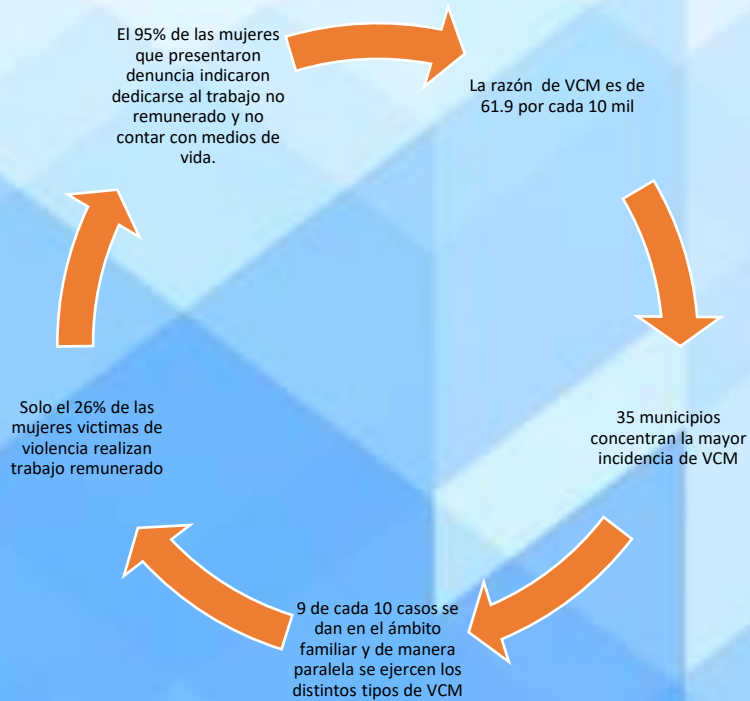 El 95% de las mujeres
que presentaron
denuncia indicaron
dedicarse al trabajo no
remunerado y no
contar con medios de
vida.
La razón  de VCM es de
61.9 por cada 10 mil
35 municipios
concentran la mayor
incidencia de VCM
9 de cada 10 casos se
dan en el ámbito
familiar y de manera
paralela se ejercen los
distintos tipos de VCM
Solo el 26% de las
mujeres victimas de
violencia realizan
trabajo remunerado